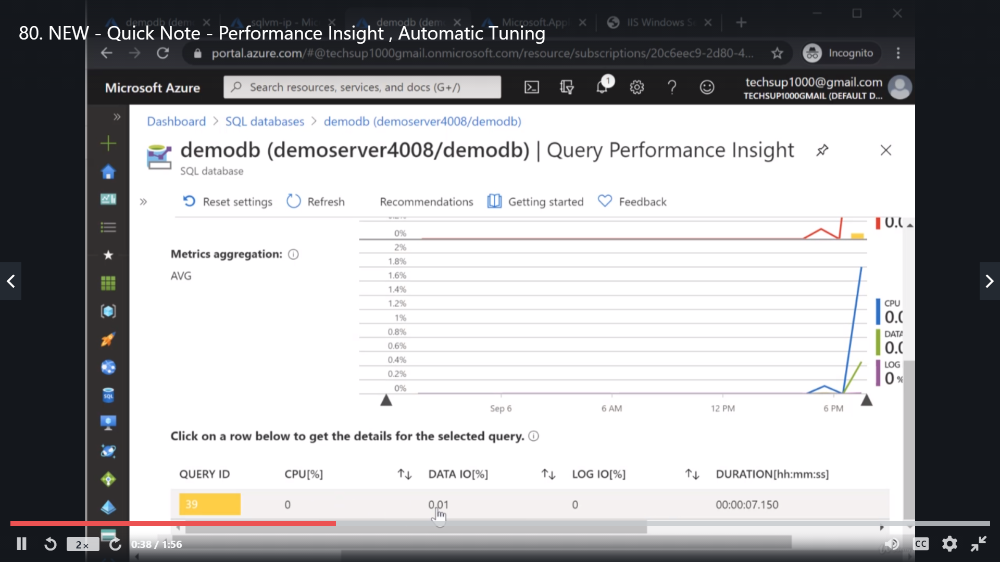 demodb (dem
sqlvm-ip - Mic
demodb (dem
Microsoft.Appl
IIS Windows Se
80. NEW - Quick Note - Performance Insight , Automatic Tuning
portal.azure.com/#@techsup1000gmail.onmicrosoft.com/resource/subscriptions/20c6eec9-2d80-4...
Incognito
Microsoft Azure
Search resources, services, and docs (G+/)
1
techsup1000@gmail.com
TECHSUP1000GMAIL (DEFAULT D...
Dashboard > SQL databases > demodb (demoserver4008/demodb)
demodb (demoserver4008/demodb) | Query Performance Insight
SQL database
Reset settings
Refresh
Recommendations
Getting started
Feedback
0%
Metrics aggregation:
AVG
2%
1.8%
1.6%
1.4%
1.2%
1%
0.8%
0.6%
0.4%
0.2%
0%
CPU
DATA
LOG
0 %
SQL
Sep 6
6 AM
12 PM
6 PM
Click on a row below to get the details for the selected query.
QUERY ID
CPU[%]
DATA IO[%]
LOG IO[%]
DURATION[hh:mm:ss]
39
0
0.01
0
00:00:07.150
2x
0:38 / 1:56
CC